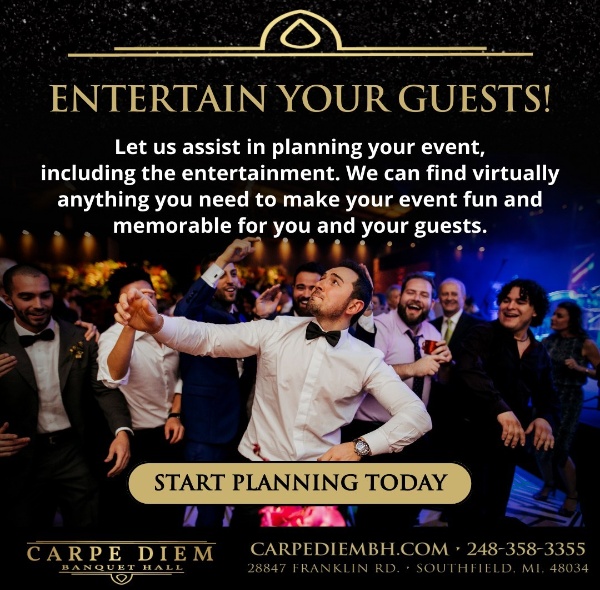 ENTERTAIN YOUR GUESTS!
Let us assist in planning your event,
including the entertainment. We can find virtually
anything you need to make your event fun and
memorable for you and your guests.
START PLANNING TODAY
CARPE DIEM
BANQUET HALL
CARPEDIEMBH.COM · 248-358-3355
28847 FRANKLIN RD. · SOUTHFIELD, MI, 48034